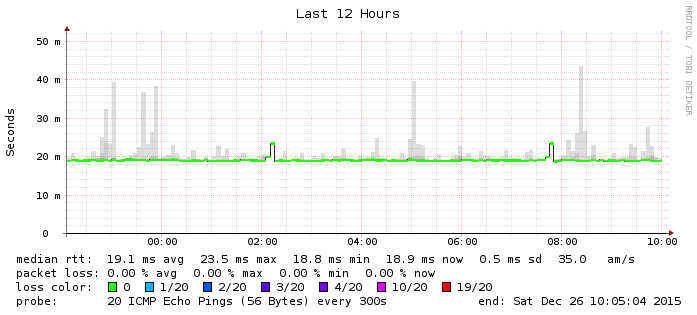 Last 12 Hours
RRDTOOL / TOBI OETIKER
Seconds
50 m
40 m
30 m
20 m
10 m
0
00:00 02:00 04:00 06:00 08:00 10:00
median rtt: 19.1 ms avg 23.5 ms max 18.8 ms min 18.9 ms now 0.5 ms sd 35.0 am/s
packet loss: 0.00 % avg 0.00 % max 0.00 % min 0.00 % now
loss color: 0 1/20 2/20 3/20 4/20 10/20 19/20
probe: 20 ICMP Echo Pings (56 Bytes) every 300s end: Sat Dec 26 10:05:04 2015